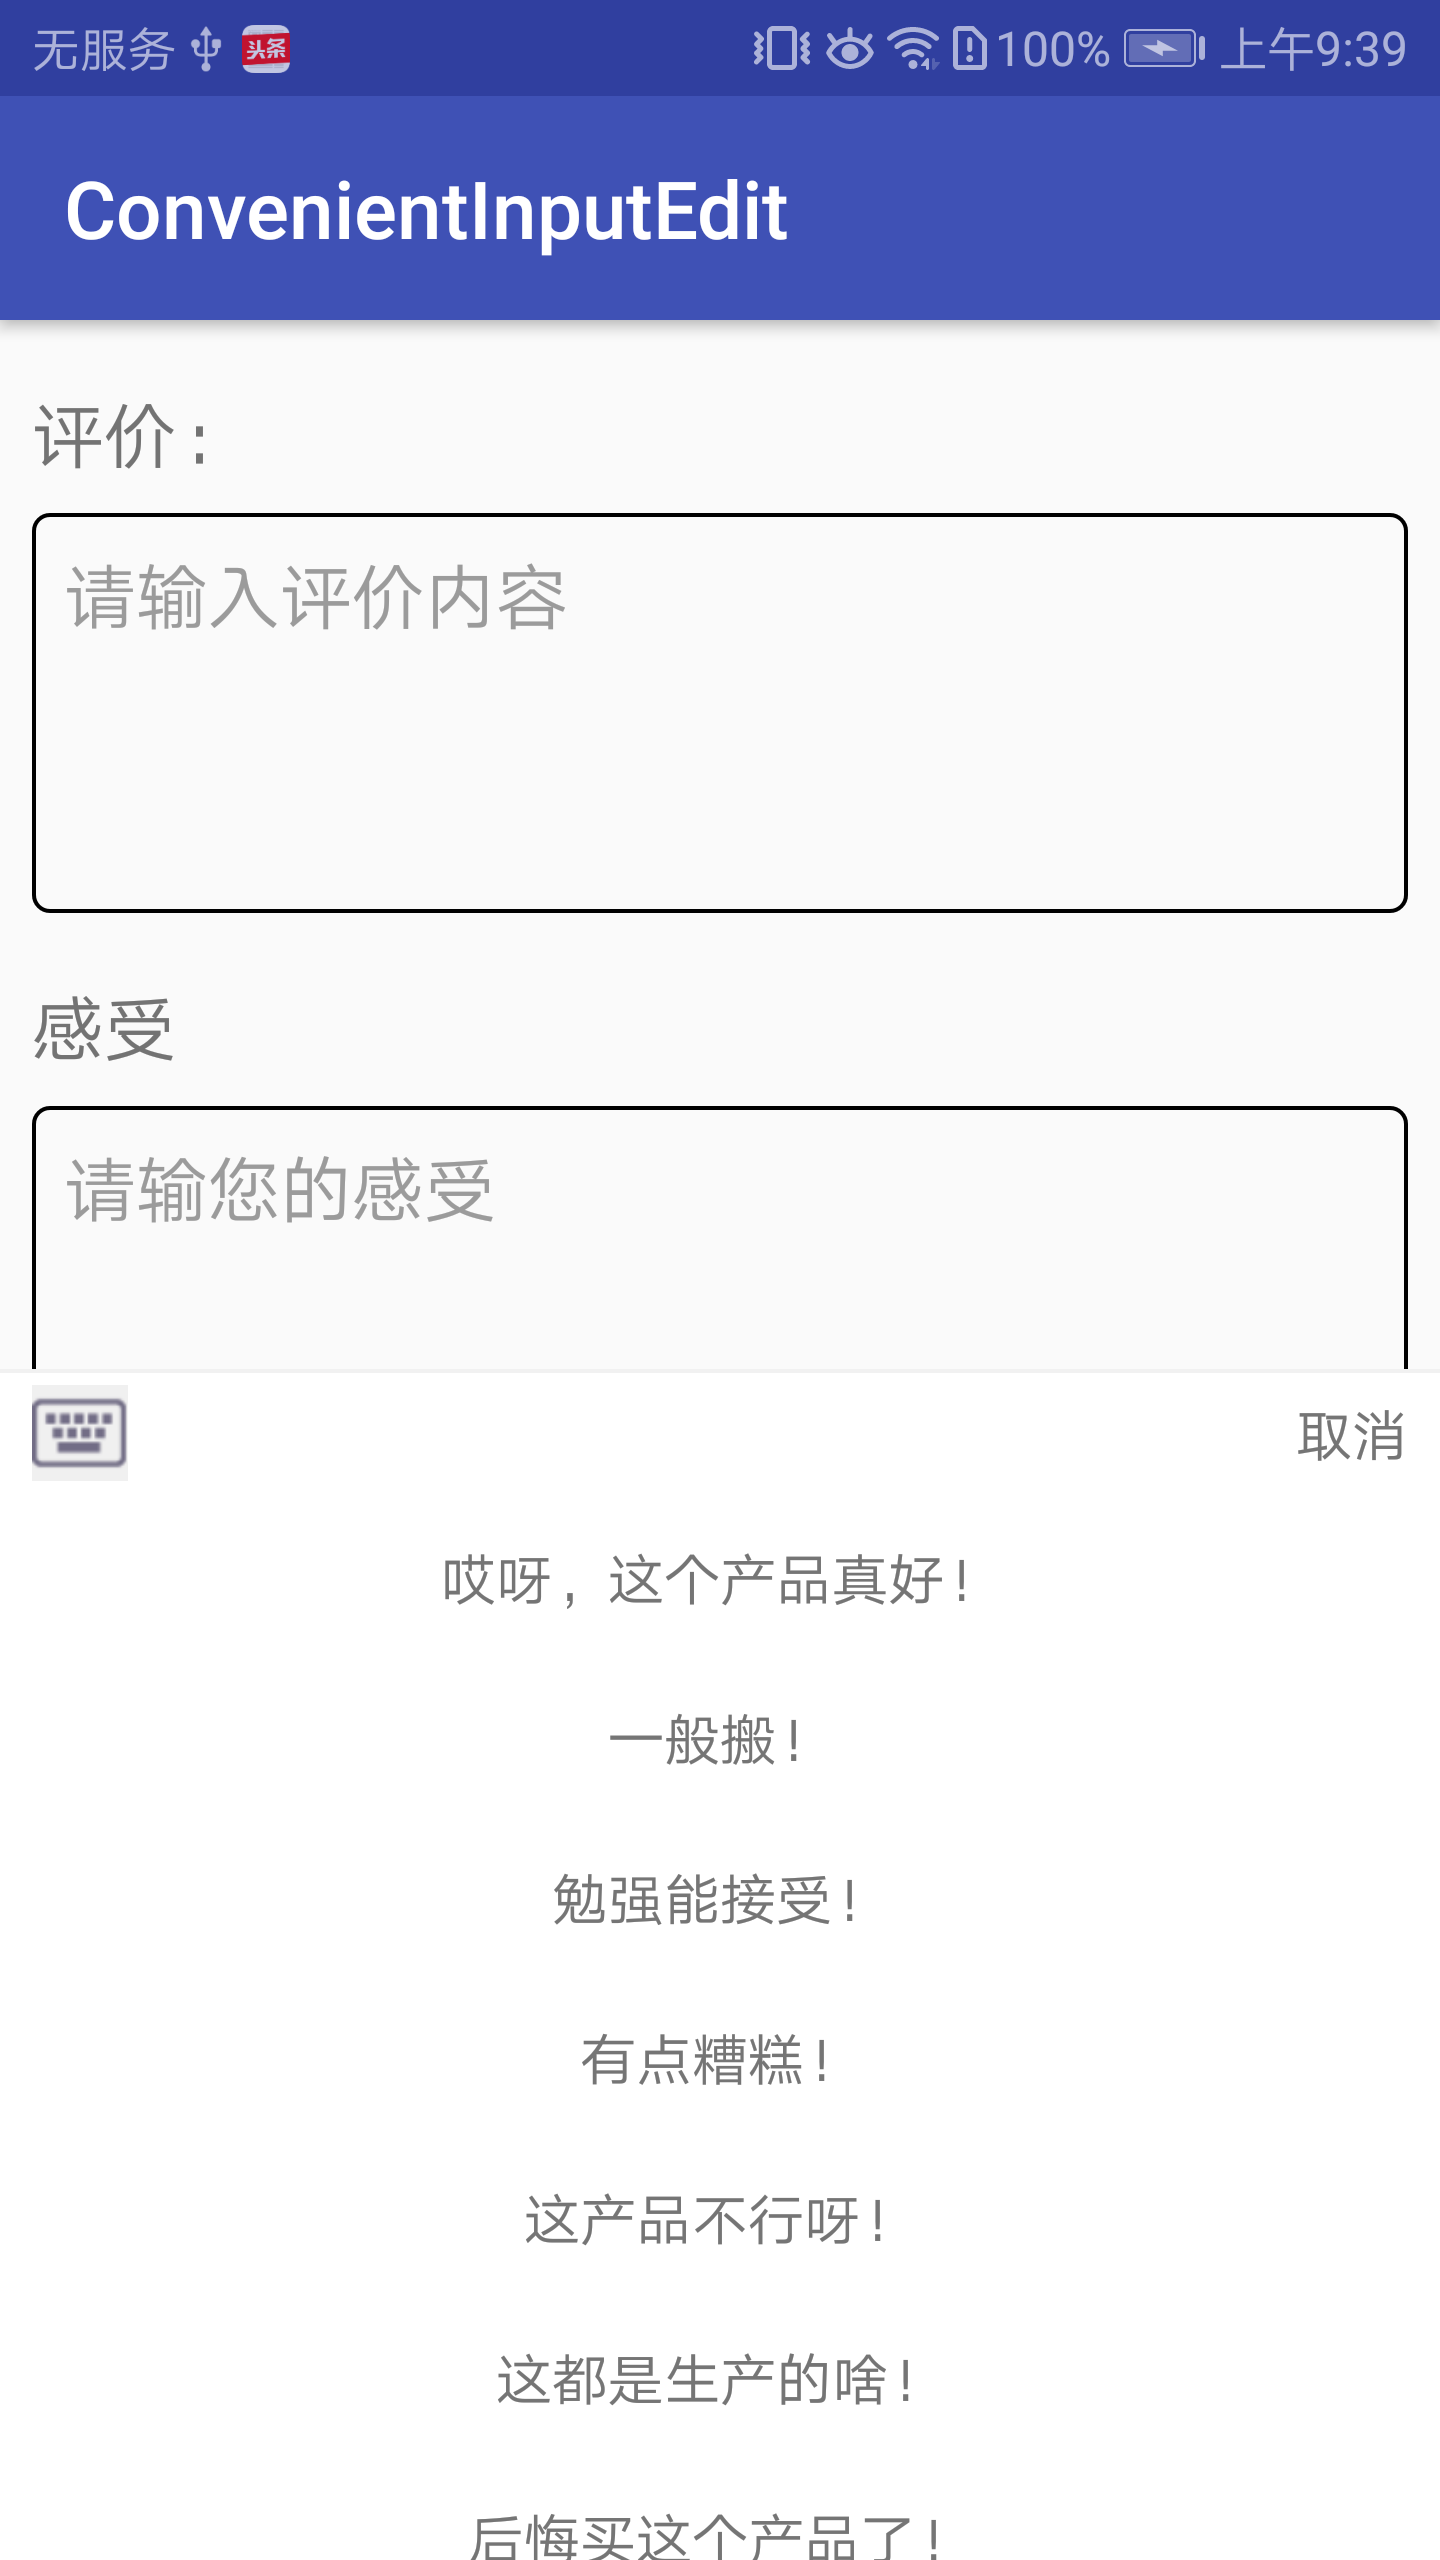 无服务 头条 100% 上午9:39
ConvenientInputEdit
评价:
请输入评价内容
感受
请输您的感受
取消
哎呀，这个产品真好!
一般搬!
勉强能接受!
有点糟糕!
这产品不行呀!
这都是生产的啥!
后悔买这个产品了!